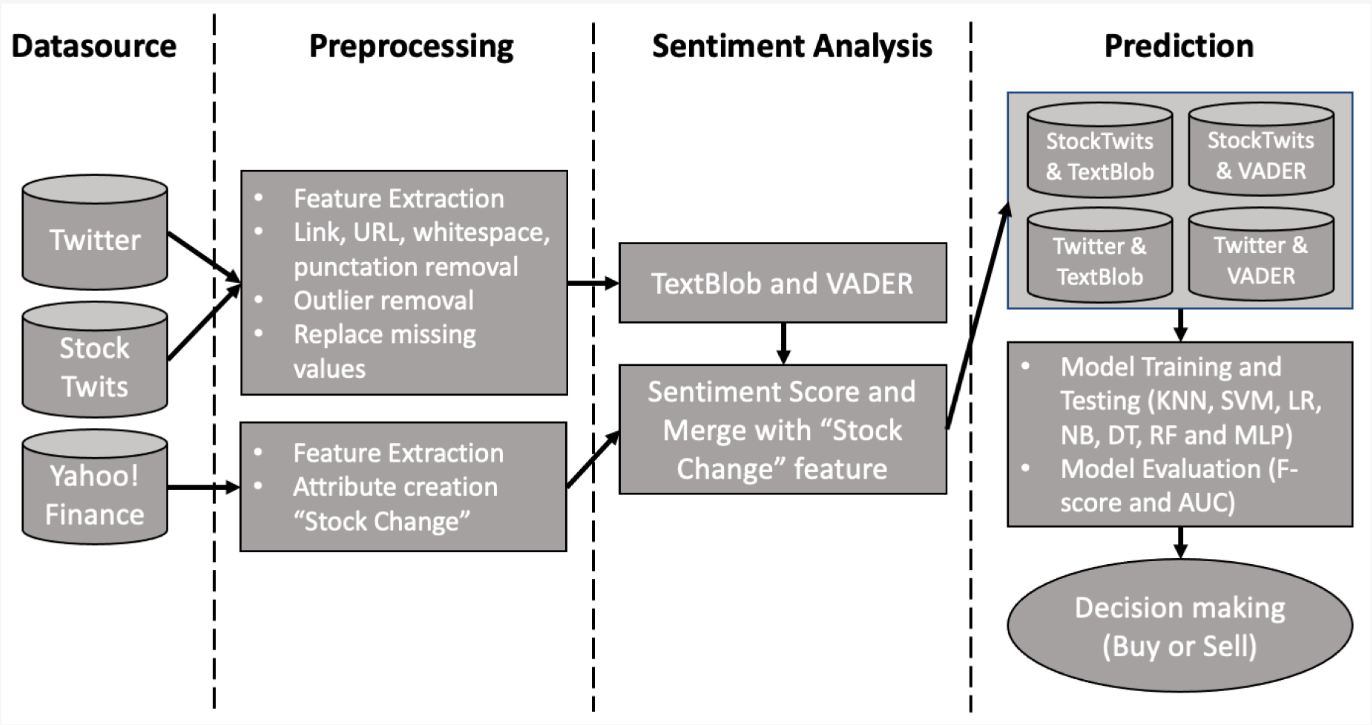 Datasource
Preprocessing
Sentiment Analysis
Prediction
Twitter
Stock
Twits
Yahoo!
Finance
• Feature Extraction
• Link, URL, whitespace,
punctation removal
• Outlier removal
• Replace missing
values
• Feature Extraction
• Attribute creation
“Stock Change”
TextBlob and VADER
Sentiment Score and
Merge with “Stock
Change” feature
StockTwits
& TextBlob
StockTwits
& VADER
Twitter &
TextBlob
Twitter &
VADER
• Model Training and
Testing (KNN, SVM, LR,
NB, DT, RF and MLP)
• Model Evaluation (F-
score and AUC)
Decision making
(Buy or Sell)